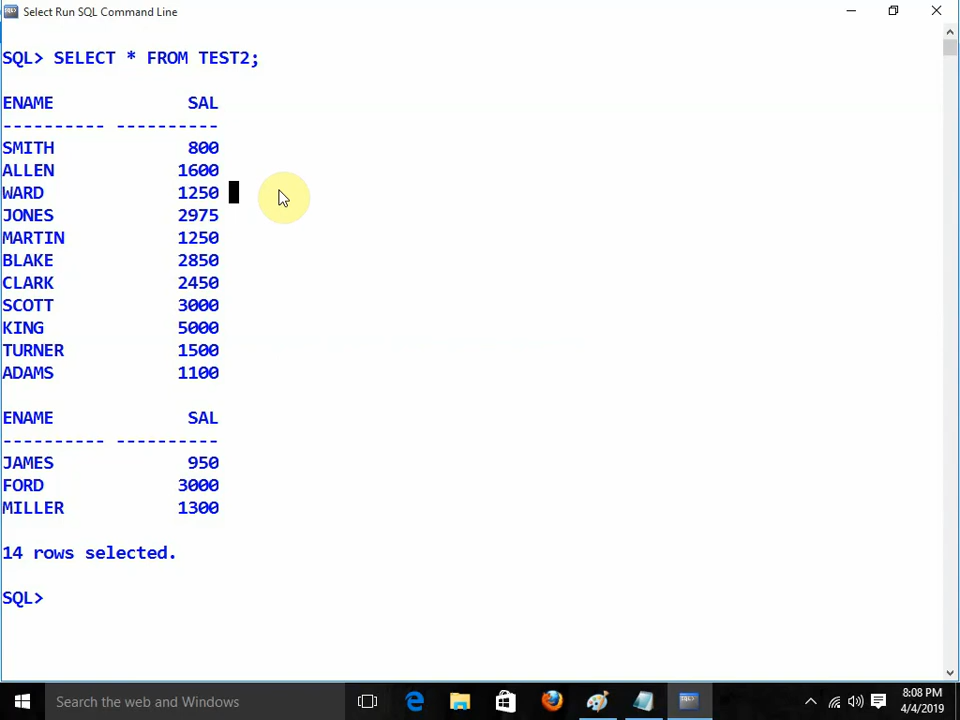 Select Run SQL Command Line
SQL> SELECT * FROM TEST2;
ENAME SAL
---------- ----------
SMITH 800
ALLEN 1600
WARD 1250
JONES 2975
MARTIN 1250
BLAKE 2850
CLARK 2450
SCOTT 3000
KING 5000
TURNER 1500
ADAMS 1100
ENAME SAL
---------- ----------
JAMES 950
FORD 3000
MILLER 1300
14 rows selected.
SQL>
Search the web and Windows
8:08 PM
4/4/2019